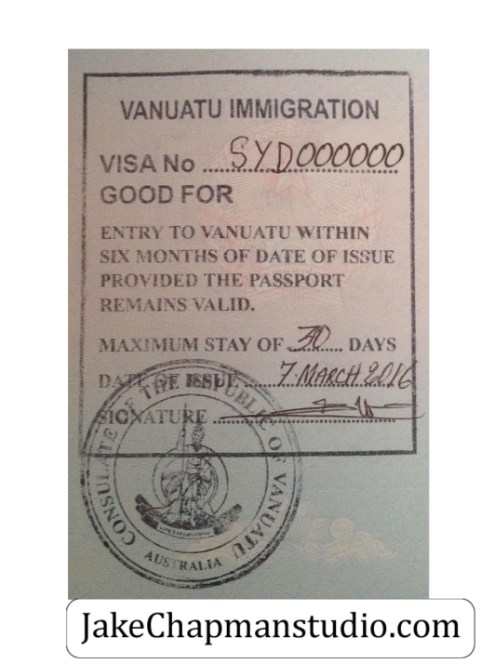 VANUATU IMMIGRATION
VISA No ........ SYD000000
GOOD FOR
ENTRY TO VANUATU WITHIN
SIX MONTHS OF DATE OF ISSUE
PROVIDED THE PASSPORT
REMAINS VALID.
MAXIMUM STAY OF 30 DAYS
DATE OF ISSUE ........ 7 MARCH 2016
SIGNATURE ........
CONSULATE OF THE REPUBLIC OF VANUATU
AUSTRALIA
JakeChapmanstudio.com